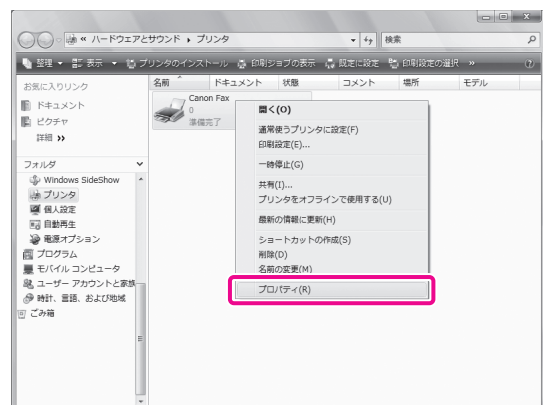 « ハードウェアとサウンド ▸ プリンタ
検索
整理 表示 プリンタのインストール 印刷ジョブの表示 既定に設定 印刷設定の選択 »
お気に入りリンク
ドキュメント
ピクチャ
詳細 »
フォルダ
Windows SideShow
プリンタ
個人設定
自動再生
電源オプション
プログラム
モバイル コンピュータ
ユーザー アカウントと家族
時計、言語、および地域
ごみ箱
名前 ドキュメント 状態 コメント 場所 モデル
Canon Fax
0
準備完了
開く(O)
通常使うプリンタに設定(F)
印刷設定(E)...
一時停止(G)
共有(I)...
プリンタをオフラインで使用する(U)
最新の情報に更新(H)
ショートカットの作成(S)
削除(D)
名前の変更(M)
プロパティ(R)